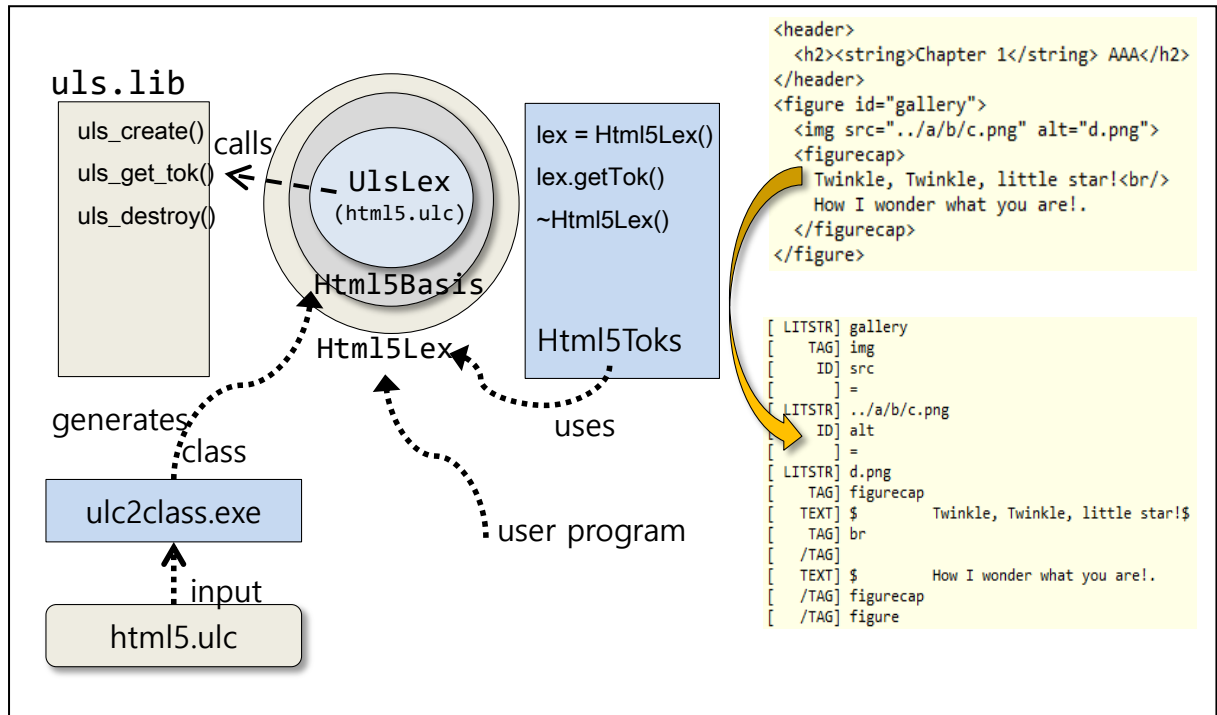 uls.lib
uls_create()
uls_get_tok()
uls_destroy()
calls
UlsLex
(html5.ulc)
Html5Basis
Html5Lex
lex = Html5Lex()
lex.getTok()
~Html5Lex()
Html5Toks
generates
class
uses
ulc2class.exe
user program
input
html5.ulc
<header>
  <h2><string>Chapter 1</string> AAA</h2>
</header>
<figure id="gallery">
  <img src="../a/b/c.png" alt="d.png">
  <figurecap>
    Twinkle, Twinkle, little star!<br/>
    How I wonder what you are!.
  </figurecap>
</figure>
[ LITSTR] gallery
[    TAG] img
[     ID] src
[       ] =
[ LITSTR] ../a/b/c.png
[     ID] alt
[       ] =
[ LITSTR] d.png
[    TAG] figurecap
[   TEXT] $        Twinkle, Twinkle, little star!$
[    TAG] br
[   /TAG]
[   TEXT] $        How I wonder what you are!.
[   /TAG] figurecap
[   /TAG] figure